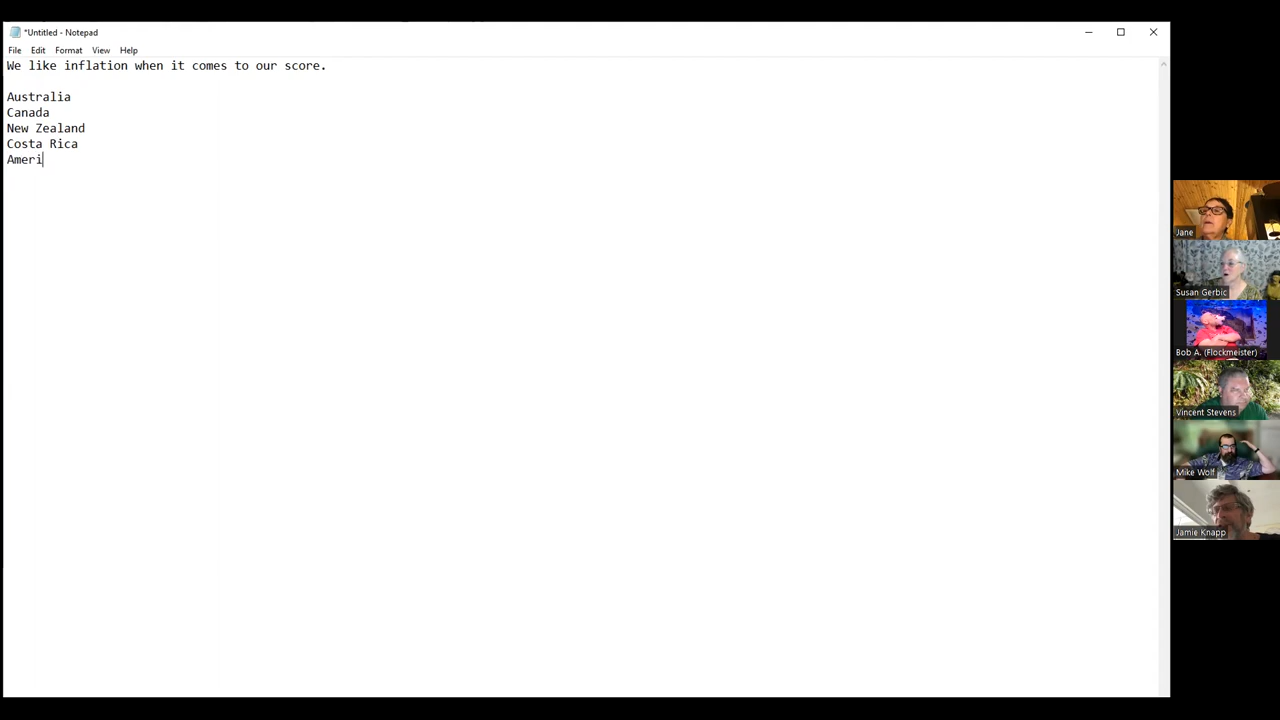 *Untitled - Notepad
File Edit Format View Help
We like inflation when it comes to our score.
Australia
Canada
New Zealand
Costa Rica
Ameri
Jane
Susan Gerbic
Bob A. (Flockmeister)
Vincent Stevens
Mike Wolf
Jamie Knapp